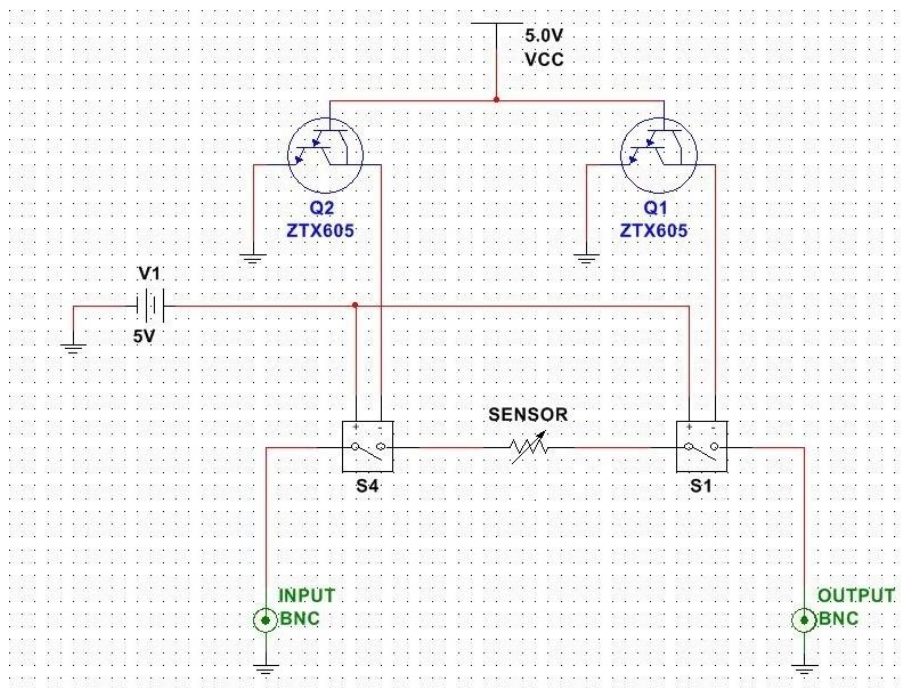 5.0V
VCC
Q2
ZTX605
Q1
ZTX605
V1
5V
SENSOR
+ -
+ -
S4
S1
INPUT
BNC
OUTPUT
BNC